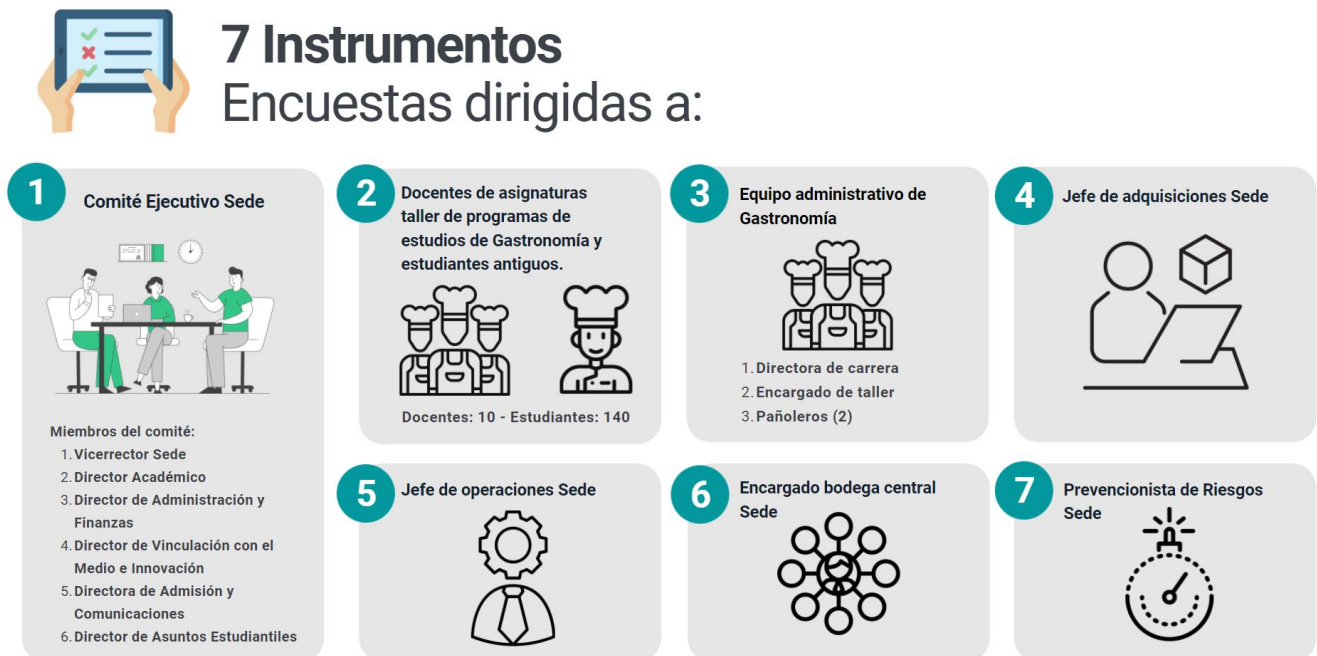 7 Instrumentos
Encuestas dirigidas a:
1
Comité Ejecutivo Sede
Miembros del comité:
1. Vicerrector Sede
2. Director Académico
3. Director de Administración y
Finanzas
4. Director de Vinculación con el
Medio e Innovación
5. Directora de Admisión y
Comunicaciones
6. Director de Asuntos Estudiantiles
2
Docentes de asignaturas
taller de programas de
estudios de Gastronomía y
estudiantes antiguos.
Docentes: 10 - Estudiantes: 140
3
Equipo administrativo de
Gastronomía
1. Directora de carrera
2. Encargado de taller
3. Pañoleros (2)
4
Jefe de adquisiciones Sede
5
Jefe de operaciones Sede
6
Encargado bodega central
Sede
7
Prevencionista de Riesgos
Sede